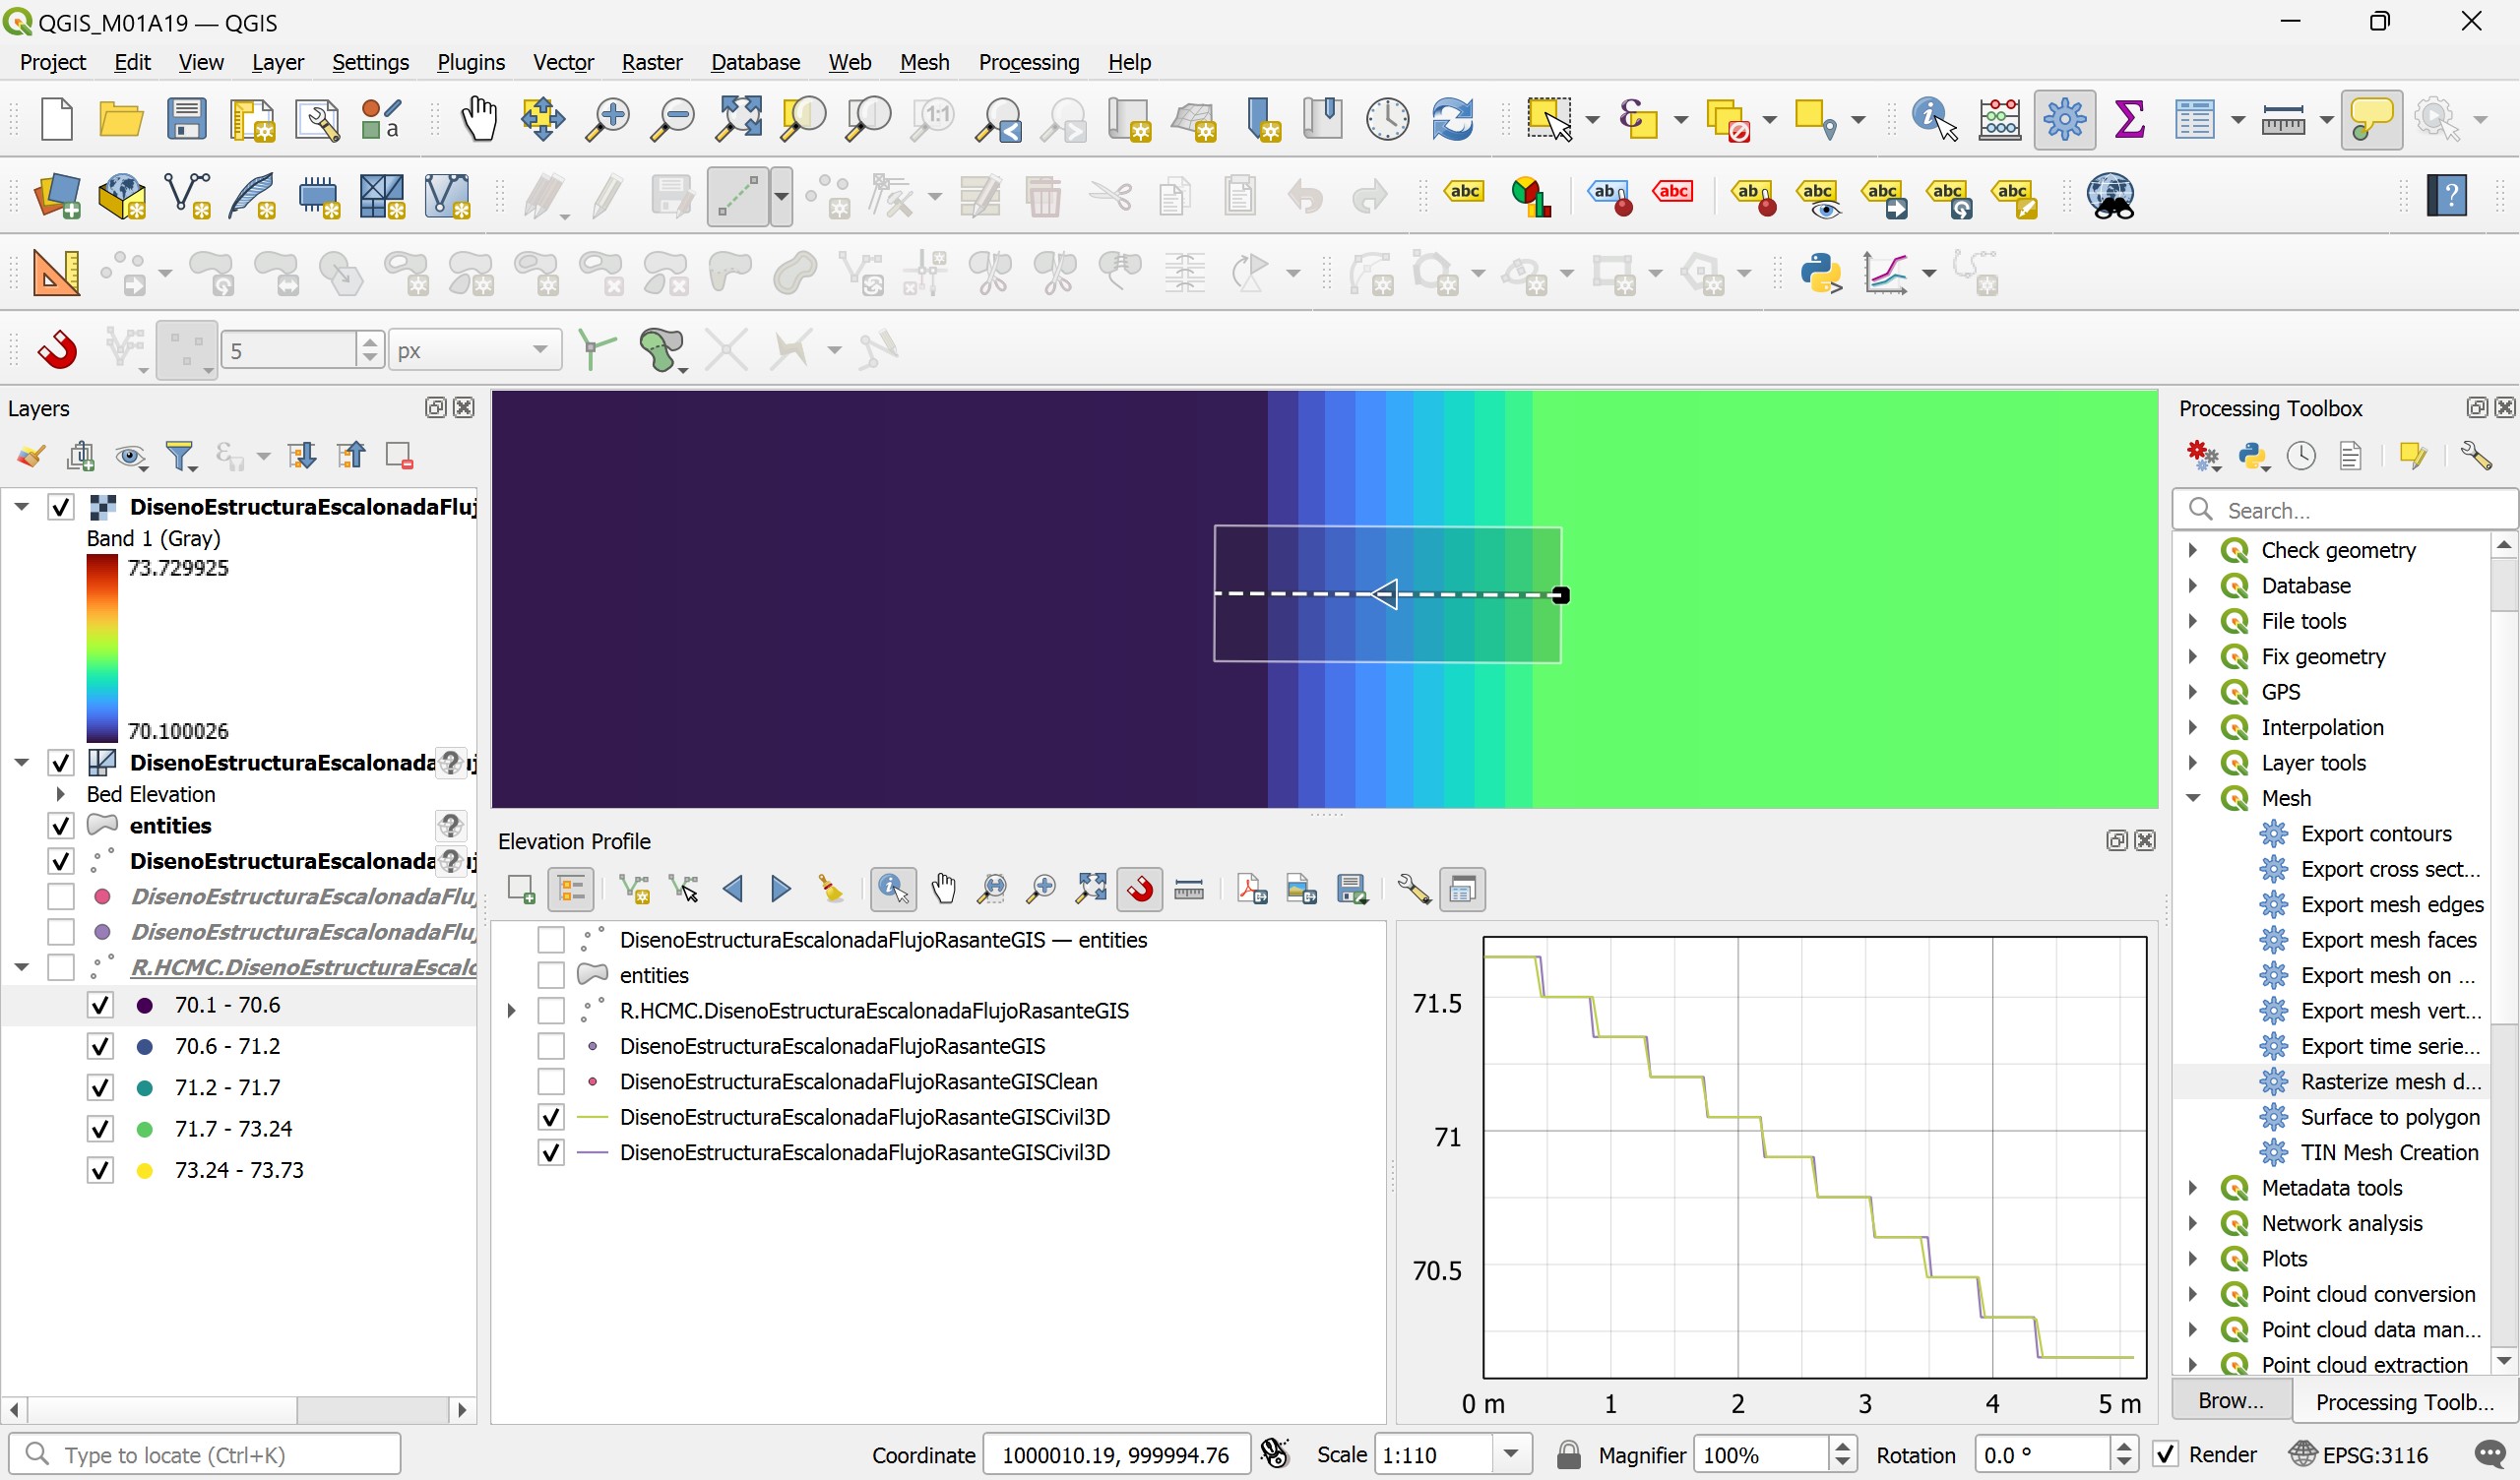 QGIS_M01A19 — QGIS
Project Edit View Layer Settings Plugins Vector Raster Database Web Mesh Processing Help
5 px
Layers
DisenoEstructuraEscalonadaFluj
Band 1 (Gray)
73.729925
70.100026
DisenoEstructuraEscalonada
Bed Elevation
entities
DisenoEstructuraEscalonada
DisenoEstructuraEscalonadaFluj
DisenoEstructuraEscalonadaFluj
R.HCMC.DisenoEstructuraEscalo
70.1 - 70.6
70.6 - 71.2
71.2 - 71.7
71.7 - 73.24
73.24 - 73.73
Elevation Profile
DisenoEstructuraEscalonadaFlujoRasanteGIS — entities
entities
R.HCMC.DisenoEstructuraEscalonadaFlujoRasanteGIS
DisenoEstructuraEscalonadaFlujoRasanteGIS
DisenoEstructuraEscalonadaFlujoRasanteGISClean
DisenoEstructuraEscalonadaFlujoRasanteGISCivil3D
DisenoEstructuraEscalonadaFlujoRasanteGISCivil3D
71.5
71
70.5
0 m 1 2 3 4 5 m
Processing Toolbox
Search...
Check geometry
Database
File tools
Fix geometry
GPS
Interpolation
Layer tools
Mesh
Export contours
Export cross sect...
Export mesh edges
Export mesh faces
Export mesh on ...
Export mesh vert...
Export time serie...
Rasterize mesh d...
Surface to polygon
TIN Mesh Creation
Metadata tools
Network analysis
Plots
Point cloud conversion
Point cloud data man...
Point cloud extraction
Brow... Processing Toolb...
Type to locate (Ctrl+K) Coordinate 1000010.19, 999994.76 Scale 1:110 Magnifier 100% Rotation 0.0 ° Render EPSG:3116